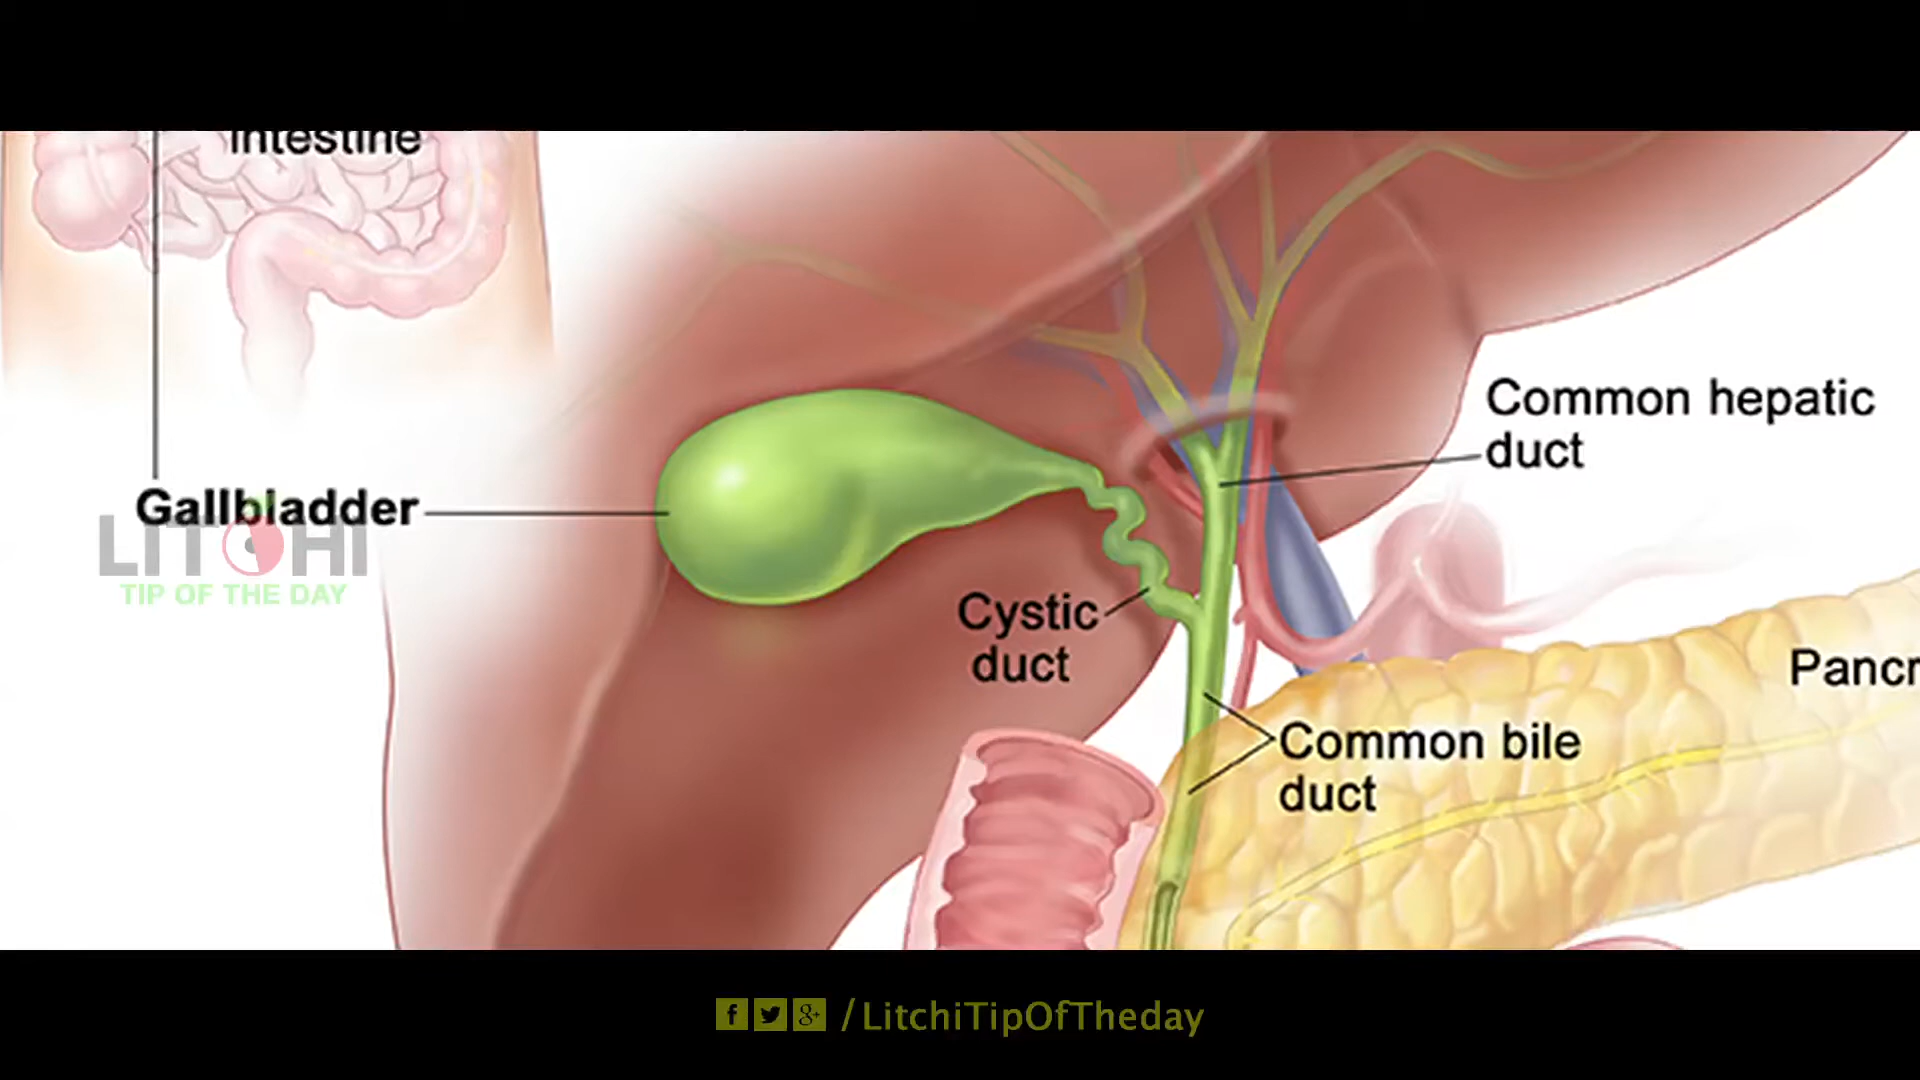 intestine
Gallbladder
LITCHI
TIP OF THE DAY
Common hepatic
duct
Cystic
duct
Pancr
Common bile
duct
/LitchiTipOfTheday